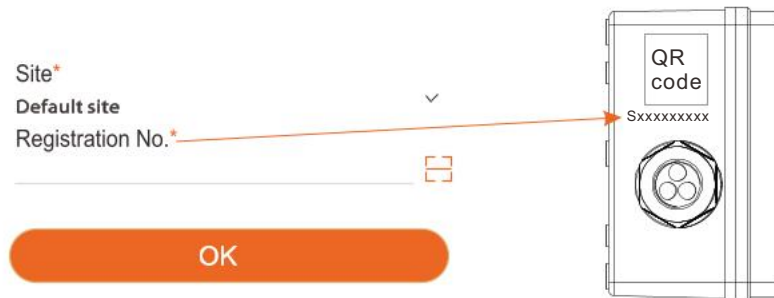 Site*
Default site
Registration No.*
OK
QR
code
Sxxxxxxxxx